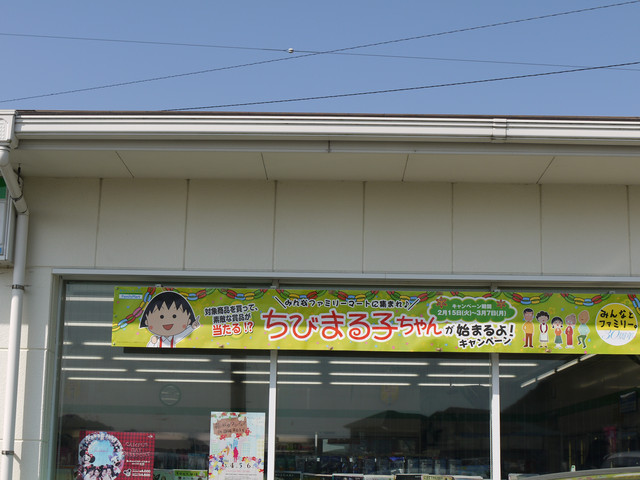 対象商品を買って、
素敵な賞品が
当たる!?
みんなファミリーマートに集まれ♪
ちびまる子ちゃんが始まるよ!
キャンペーン
キャンペーン期間
2月15日(火)〜3月7日(月)
みんなと
ファミリー。